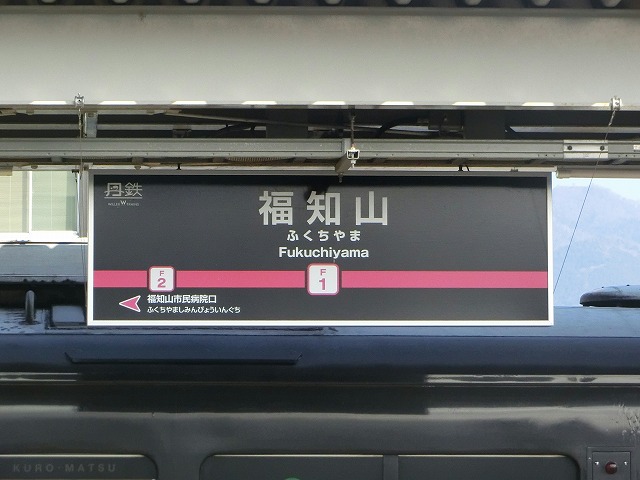 丹鉄
WILLER TRAINS
福知山
ふくちやま
Fukuchiyama
F
2
F
1
福知山市民病院口
ふくちやましみんびょういんぐち
KURO-MATSU